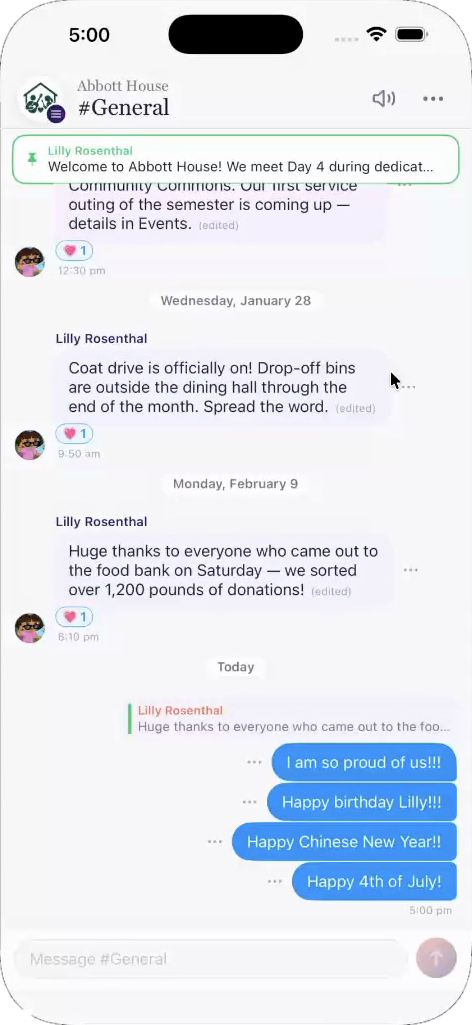 5:00
Abbott House
#General
Lilly Rosenthal
Welcome to Abbott House! We meet Day 4 during dedicat...
Community Commons. Our first service
outing of the semester is coming up —
details in Events. (edited)
1
12:30 pm
Wednesday, January 28
Lilly Rosenthal
Coat drive is officially on! Drop-off bins
are outside the dining hall through the
end of the month. Spread the word. (edited)
1
9:50 am
Monday, February 9
Lilly Rosenthal
Huge thanks to everyone who came out to
the food bank on Saturday — we sorted
over 1,200 pounds of donations! (edited)
1
6:10 pm
Today
Lilly Rosenthal
Huge thanks to everyone who came out to the foo...
I am so proud of us!!!
Happy birthday Lilly!!!
Happy Chinese New Year!!
Happy 4th of July!
5:00 pm
Message #General